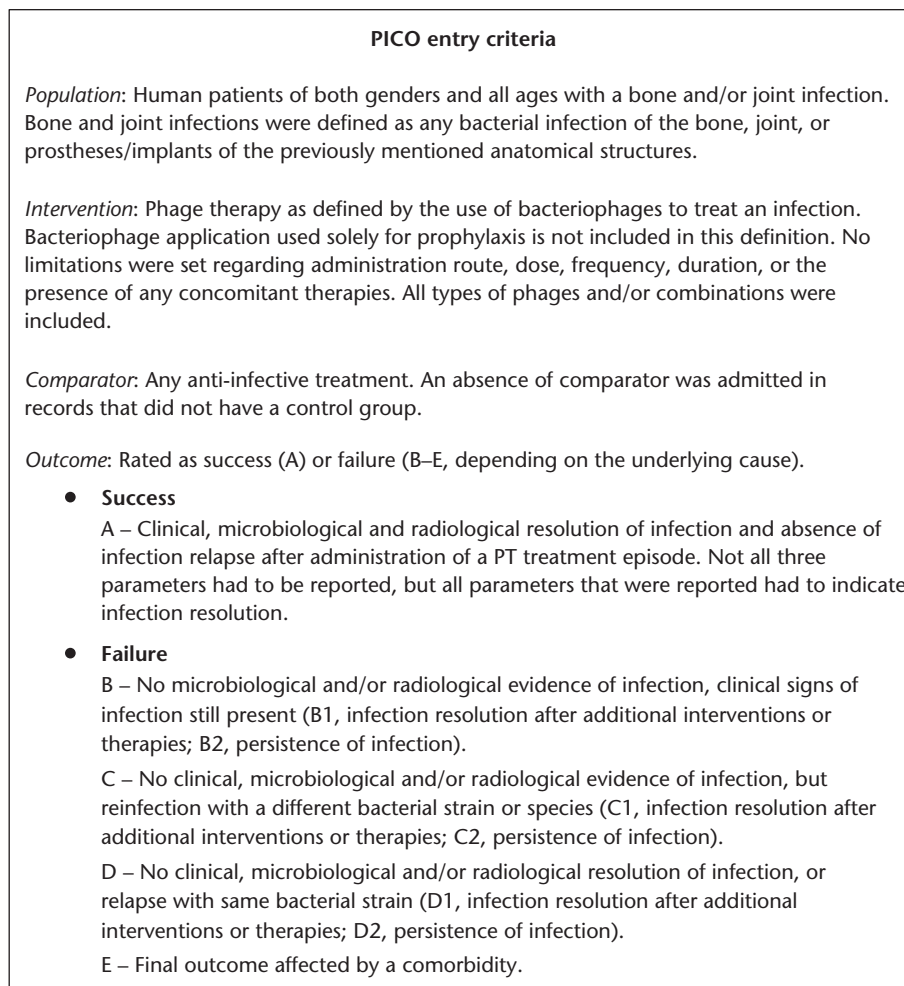 PICO entry criteria
Population: Human patients of both genders and all ages with a bone and/or joint infection.
Bone and joint infections were defined as any bacterial infection of the bone, joint, or
prostheses/implants of the previously mentioned anatomical structures.
Intervention: Phage therapy as defined by the use of bacteriophages to treat an infection.
Bacteriophage application used solely for prophylaxis is not included in this definition. No
limitations were set regarding administration route, dose, frequency, duration, or the
presence of any concomitant therapies. All types of phages and/or combinations were
included.
Comparator: Any anti-infective treatment. An absence of comparator was admitted in
records that did not have a control group.
Outcome: Rated as success (A) or failure (B–E, depending on the underlying cause).
● Success
A – Clinical, microbiological and radiological resolution of infection and absence of
infection relapse after administration of a PT treatment episode. Not all three
parameters had to be reported, but all parameters that were reported had to indicate
infection resolution.
● Failure
B – No microbiological and/or radiological evidence of infection, clinical signs of
infection still present (B1, infection resolution after additional interventions or
therapies; B2, persistence of infection).
C – No clinical, microbiological and/or radiological evidence of infection, but
reinfection with a different bacterial strain or species (C1, infection resolution after
additional interventions or therapies; C2, persistence of infection).
D – No clinical, microbiological and/or radiological resolution of infection, or
relapse with same bacterial strain (D1, infection resolution after additional
interventions or therapies; D2, persistence of infection).
E – Final outcome affected by a comorbidity.